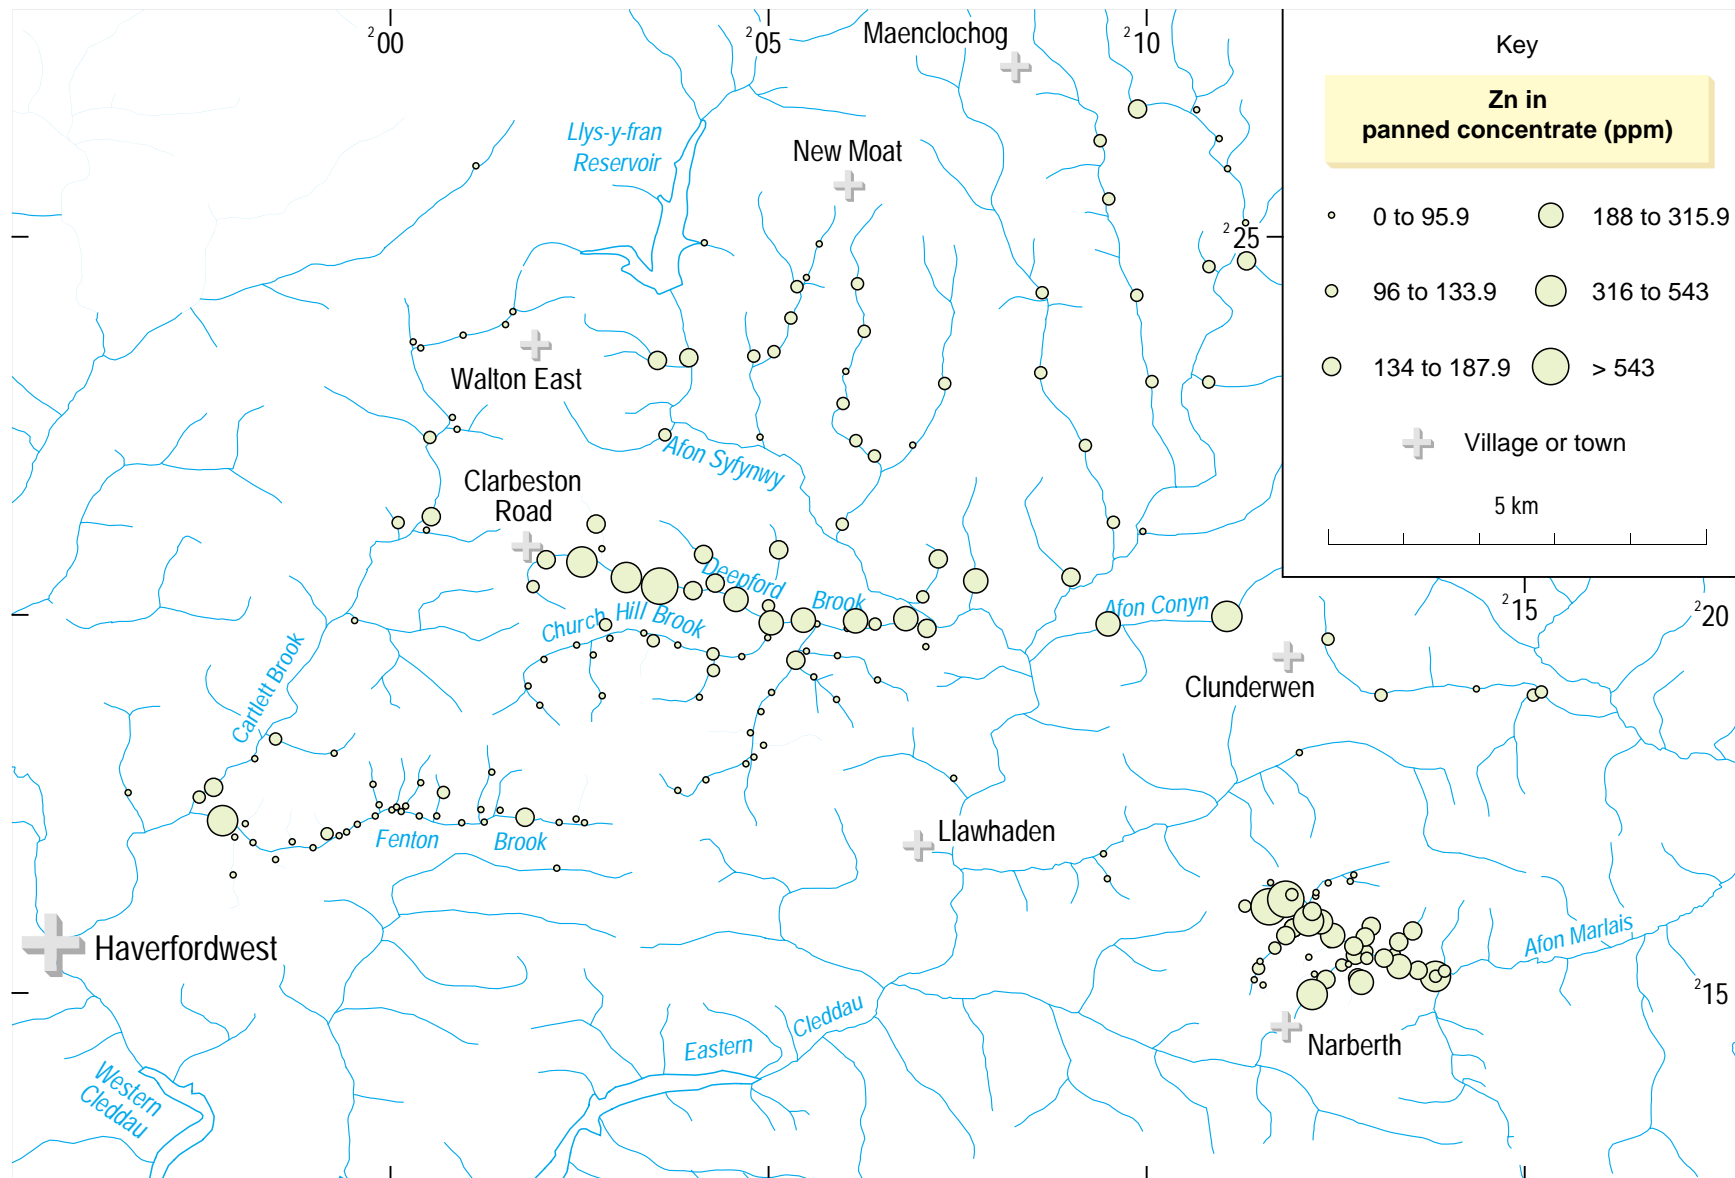 ²00
²05
²10
Maenclochog
Key
Zn in
panned concentrate (ppm)
Llys-y-fran
Reservoir
New Moat
0 to 95.9
188 to 315.9
²25
96 to 133.9
316 to 543
134 to 187.9
> 543
Walton East
Village or town
Afon Syfynwy
Clarbeston
Road
5 km
Deepford
Brook
Church Hill Brook
Afon Conyn
²15
²20
Cartlett Brook
Clunderwen
Fenton
Brook
Llawhaden
Haverfordwest
Afon Marlais
²15
Cleddau
Eastern
Narberth
Western
Cleddau